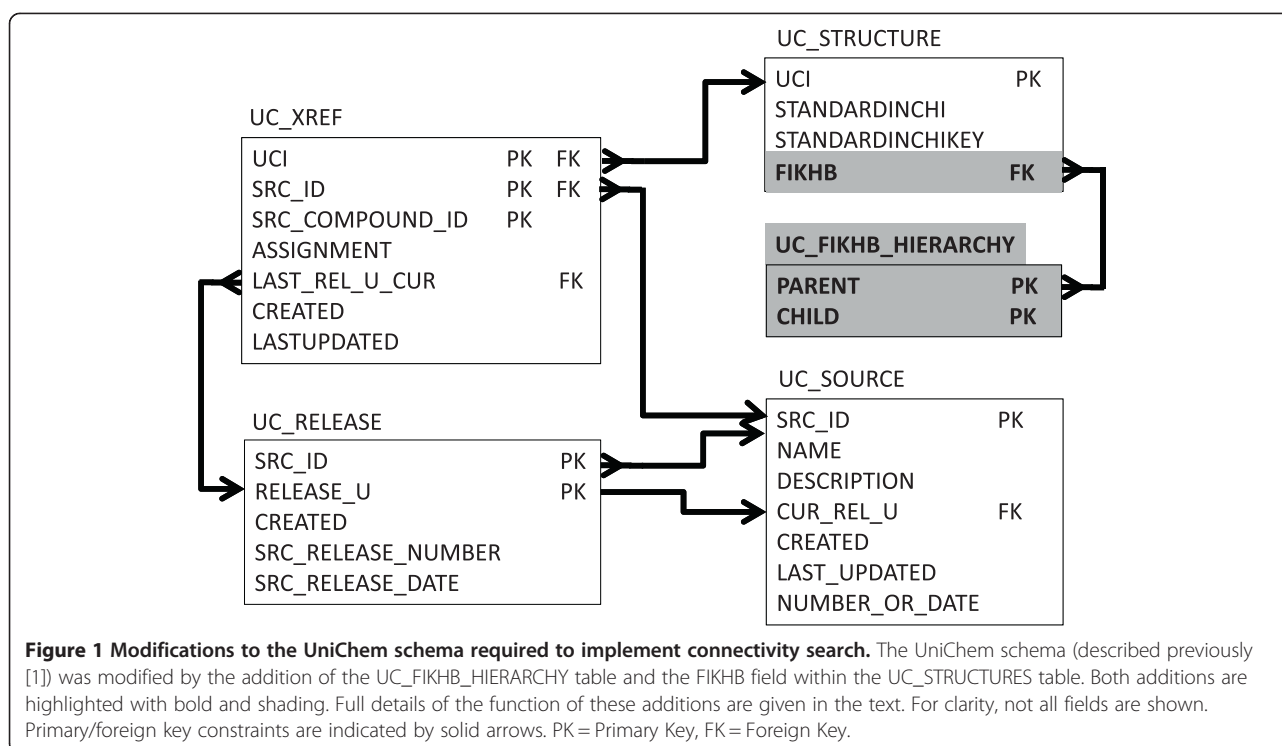 UC_STRUCTURE
UCI PK
STANDARDINCHI
STANDARDINCHIKEY
FIKHB FK
UC_XREF
UCI PK FK
SRC_ID PK FK
SRC_COMPOUND_ID PK
ASSIGNMENT
LAST_REL_U_CUR FK
CREATED
LASTUPDATED
UC_FIKHB_HIERARCHY
PARENT PK
CHILD PK
UC_RELEASE
SRC_ID PK
RELEASE_U PK
CREATED
SRC_RELEASE_NUMBER
SRC_RELEASE_DATE
UC_SOURCE
SRC_ID PK
NAME
DESCRIPTION
CUR_REL_U FK
CREATED
LAST_UPDATED
NUMBER_OR_DATE
Figure 1 Modifications to the UniChem schema required to implement connectivity search. The UniChem schema (described previously
[1]) was modified by the addition of the UC_FIKHB_HIERARCHY table and the FIKHB field within the UC_STRUCTURES table. Both additions are
highlighted with bold and shading. Full details of the function of these additions are given in the text. For clarity, not all fields are shown.
Primary/foreign key constraints are indicated by solid arrows. PK = Primary Key, FK = Foreign Key.